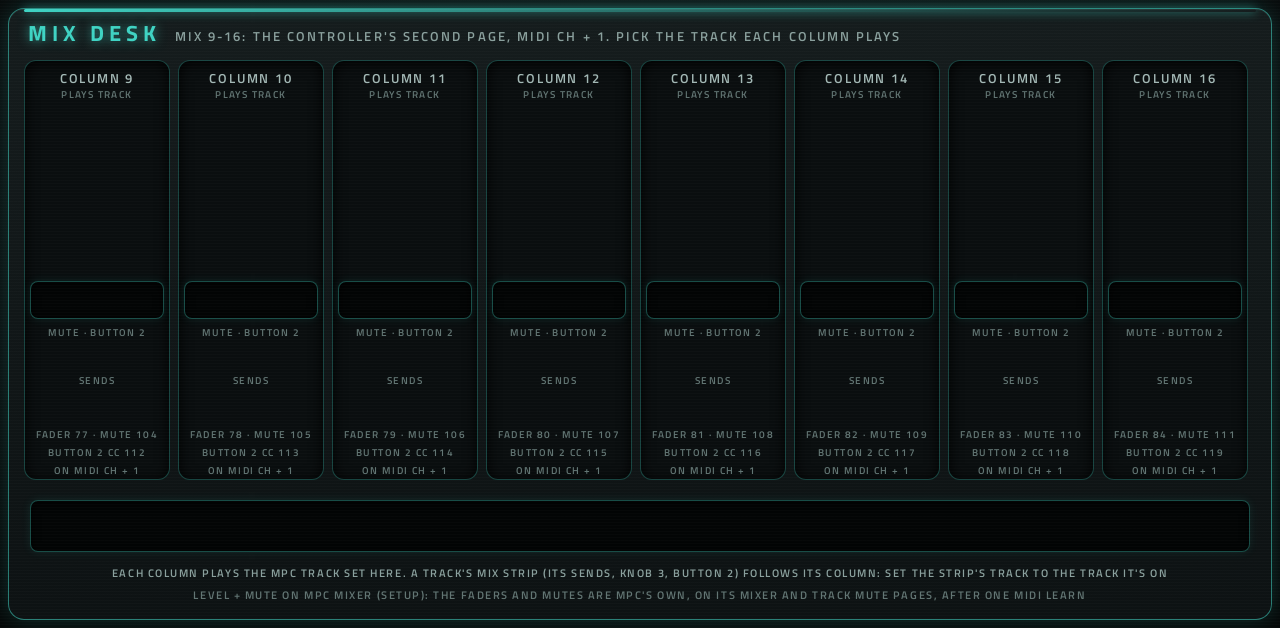 MIX DESK MIX 9-16: THE CONTROLLER'S SECOND PAGE, MIDI CH + 1. PICK THE TRACK EACH COLUMN PLAYS
COLUMN 9 COLUMN 10 COLUMN 11 COLUMN 12 COLUMN 13 COLUMN 14 COLUMN 15 COLUMN 16
PLAYS TRACK PLAYS TRACK PLAYS TRACK PLAYS TRACK PLAYS TRACK PLAYS TRACK PLAYS TRACK PLAYS TRACK
MUTE · BUTTON 2 MUTE · BUTTON 2 MUTE · BUTTON 2 MUTE · BUTTON 2 MUTE · BUTTON 2 MUTE · BUTTON 2 MUTE · BUTTON 2 MUTE · BUTTON 2
SENDS SENDS SENDS SENDS SENDS SENDS SENDS SENDS
FADER 77 · MUTE 104 FADER 78 · MUTE 105 FADER 79 · MUTE 106 FADER 80 · MUTE 107 FADER 81 · MUTE 108 FADER 82 · MUTE 109 FADER 83 · MUTE 110 FADER 84 · MUTE 111
BUTTON 2 CC 112 BUTTON 2 CC 113 BUTTON 2 CC 114 BUTTON 2 CC 115 BUTTON 2 CC 116 BUTTON 2 CC 117 BUTTON 2 CC 118 BUTTON 2 CC 119
ON MIDI CH + 1 ON MIDI CH + 1 ON MIDI CH + 1 ON MIDI CH + 1 ON MIDI CH + 1 ON MIDI CH + 1 ON MIDI CH + 1 ON MIDI CH + 1
EACH COLUMN PLAYS THE MPC TRACK SET HERE. A TRACK'S MIX STRIP (ITS SENDS, KNOB 3, BUTTON 2) FOLLOWS ITS COLUMN: SET THE STRIP'S TRACK TO THE TRACK IT'S ON
LEVEL + MUTE ON MPC MIXER (SETUP): THE FADERS AND MUTES ARE MPC'S OWN, ON ITS MIXER AND TRACK MUTE PAGES, AFTER ONE MIDI LEARN